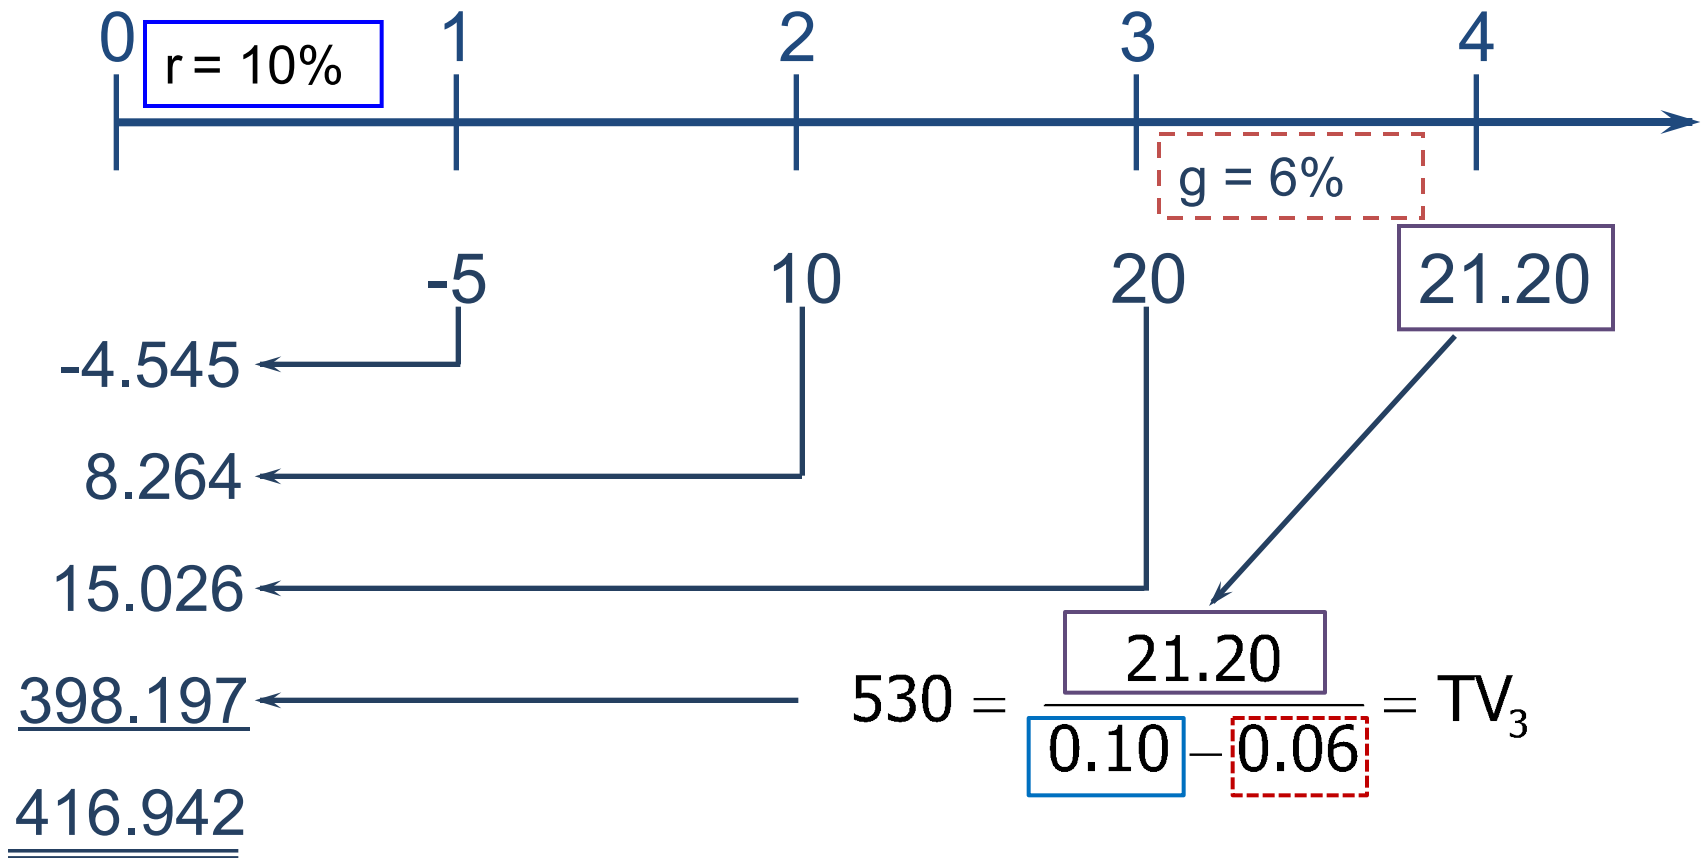 0 1 2 3 4
r = 10%
g = 6%
-5 10 20 21.20
-4.545
8.264
15.026
21.20
398.197 530 = = TV₃
0.10 − 0.06
416.942